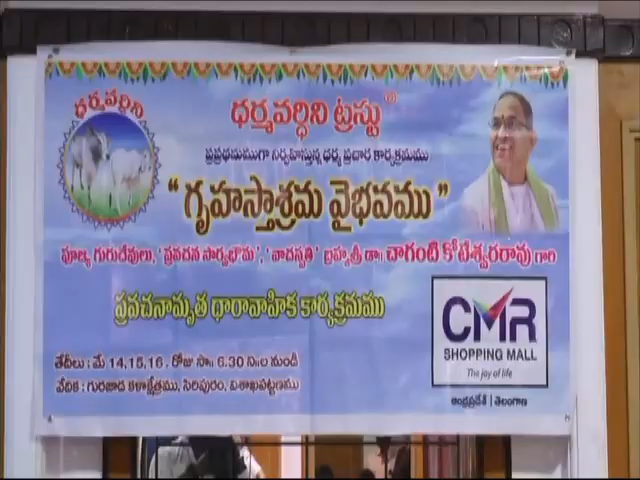 ధర్మవర్ధిని
ధర్మవర్ధిని ట్రస్టు
ప్రప్రథమముగా నిర్వహిస్తున్న ధర్మ ప్రచార కార్యక్రమము
“గృహస్తాశ్రమ వైభవము”
పూజ్య గురుదేవులు, ‘ప్రవచన సార్వభౌమ’, ‘వాచస్పతి’ బ్రహ్మశ్రీ డా॥ చాగంటి కోటేశ్వరరావు గారి
ప్రవచనామృత ధారావాహిక కార్యక్రమము
CMR
SHOPPING MALL
The joy of life
ఆంధ్రప్రదేశ్ | తెలంగాణ
తేదీలు : మే 14,15,16 . రోజు సా॥ 6.30 ని॥ల నుండి
వేదిక : గురజాడ కళాక్షేత్రము, సిరిపురం, విశాఖపట్టణము